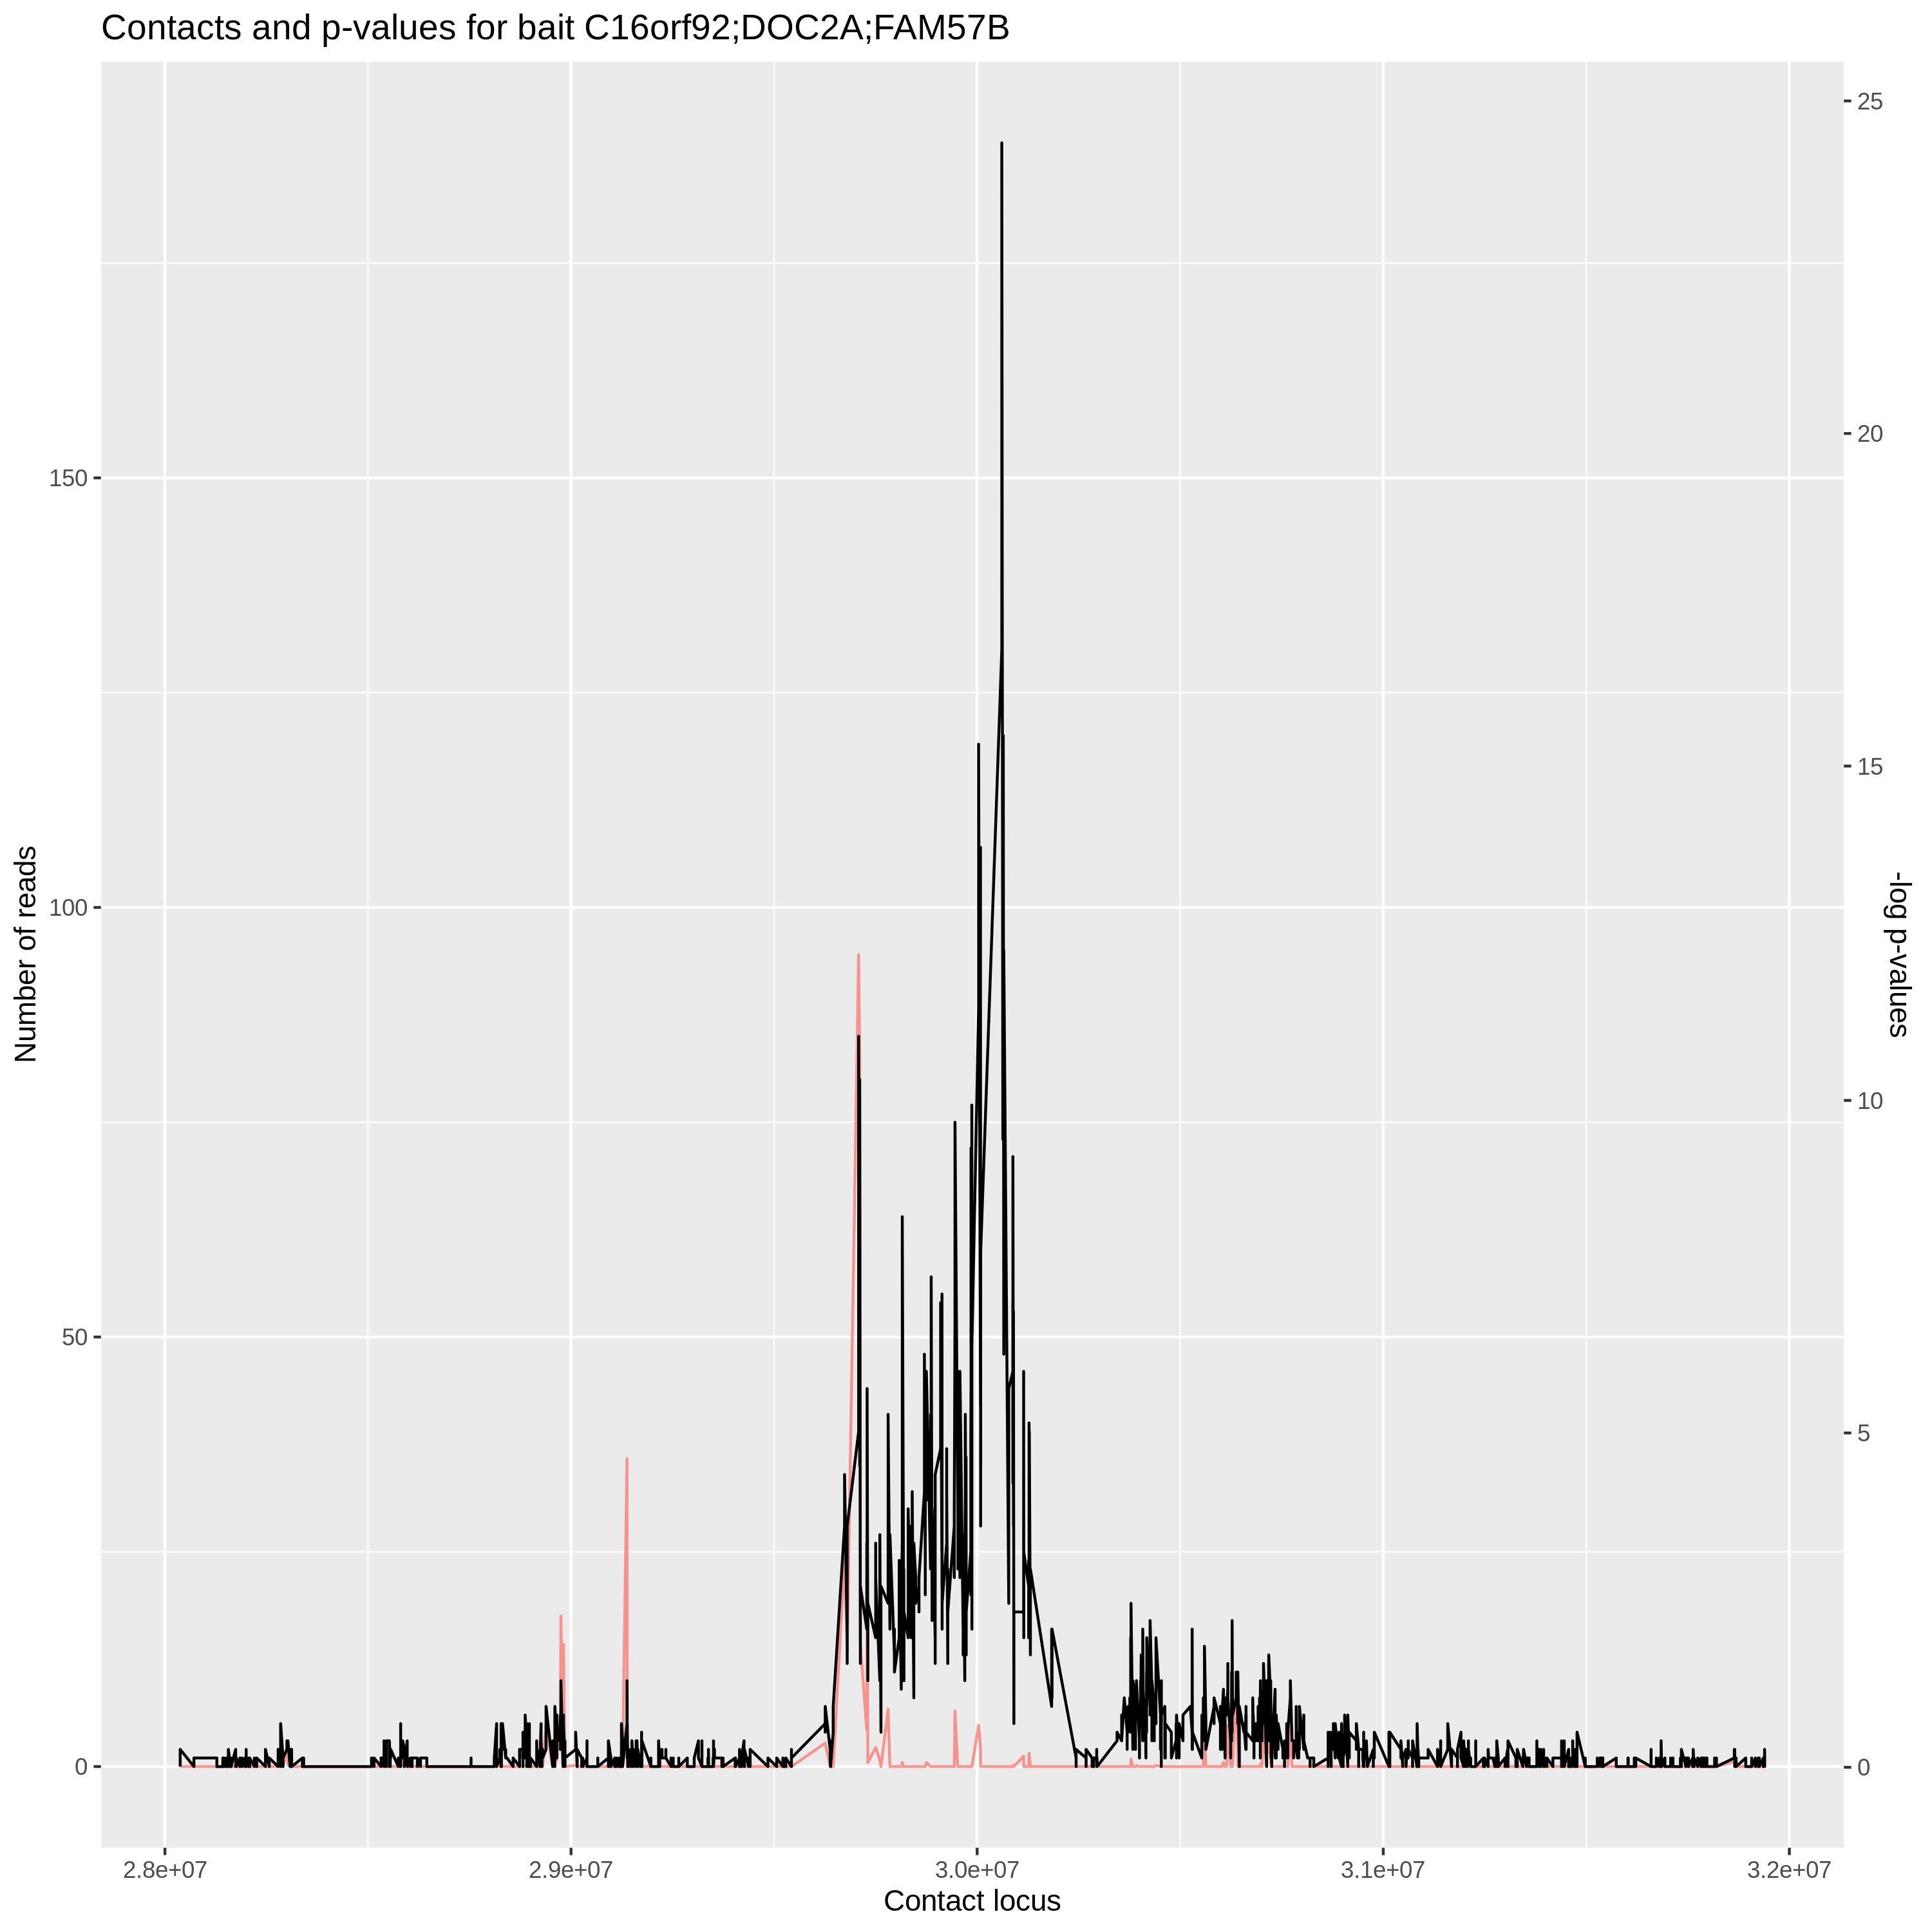 Contacts and p-values for bait C16orf92;DOC2A;FAM57B
25
20
150
15
100
10
50
5
0
0
Number of reads
-log p-values
2.8e+07
2.9e+07
3.0e+07
3.1e+07
3.2e+07
Contact locus